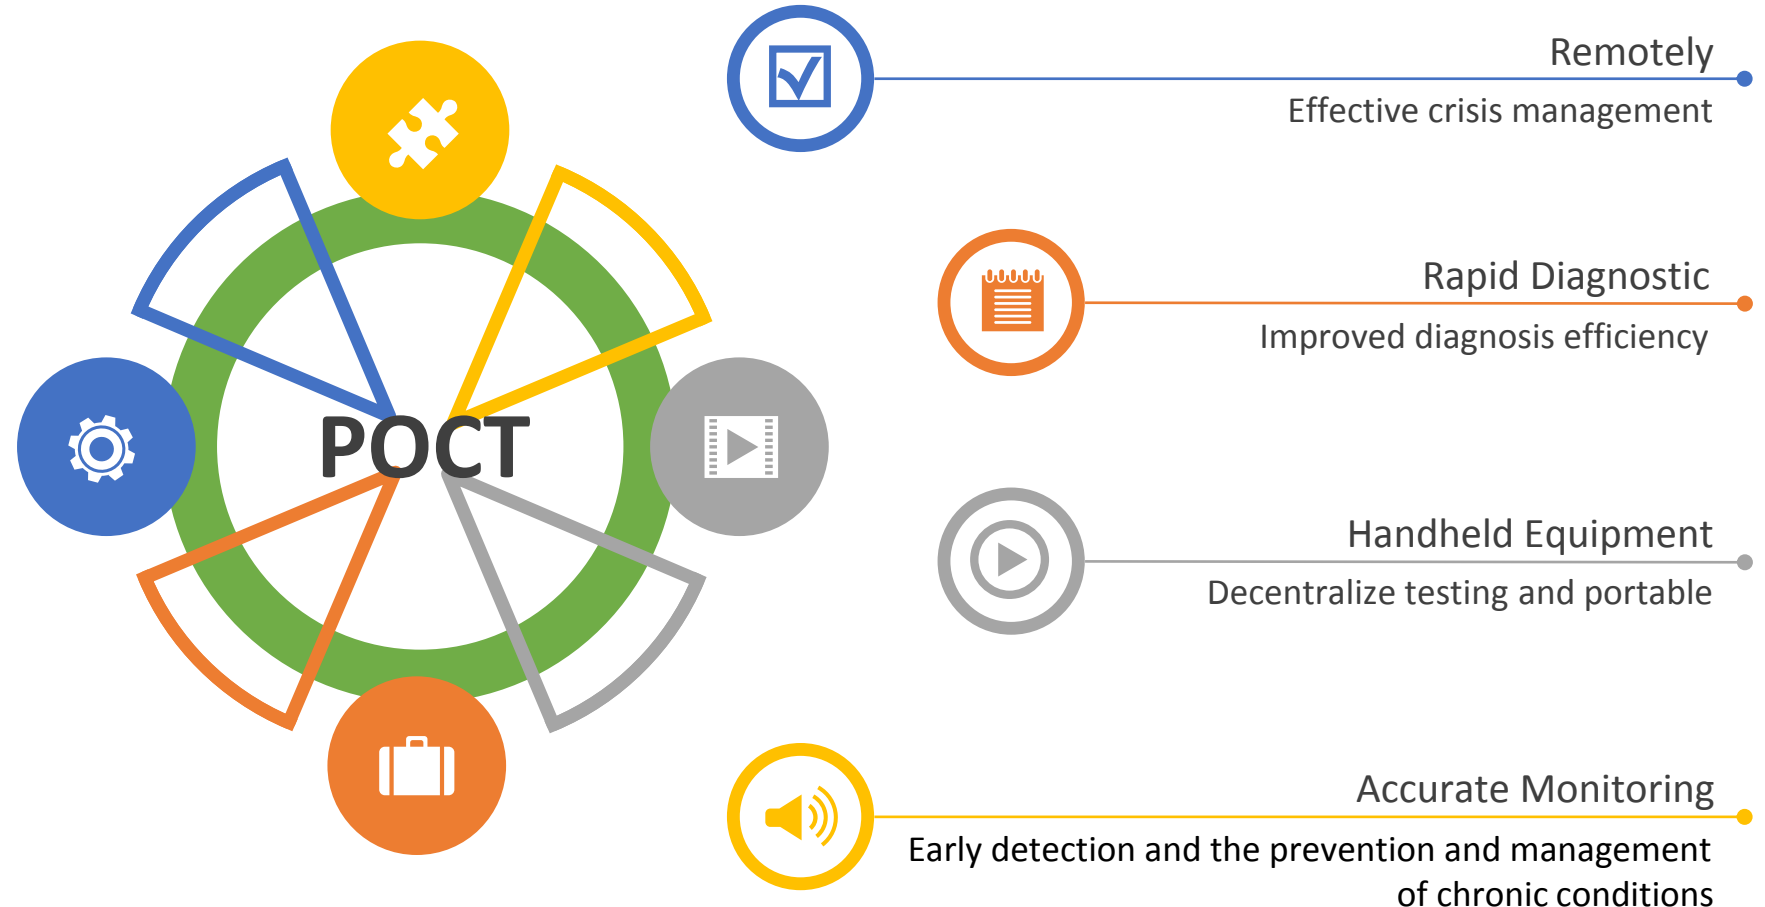 POCT
Remotely
Effective crisis management
Rapid Diagnostic
Improved diagnosis efficiency
Handheld Equipment
Decentralize testing and portable
Accurate Monitoring
Early detection and the prevention and management
of chronic conditions